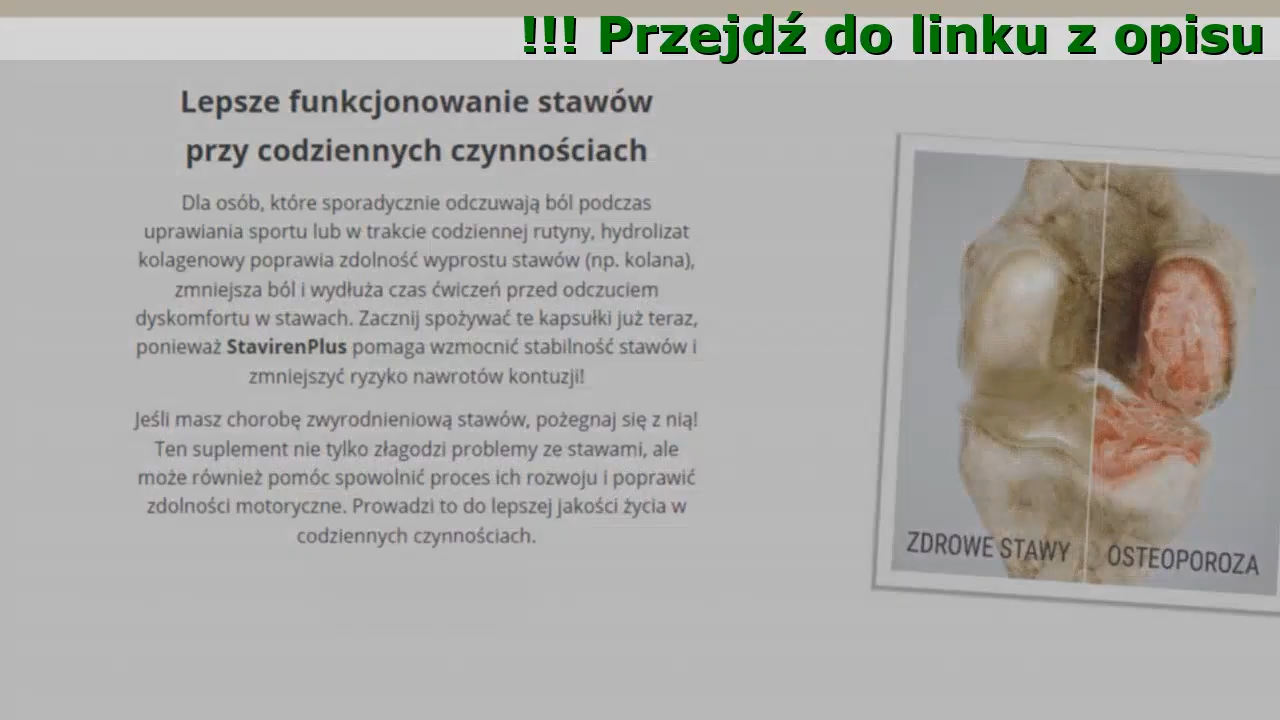 !!! Przejdź do linku z opisu
Lepsze funkcjonowanie stawów
przy codziennych czynnościach
Dla osób, które sporadycznie odczuwają ból podczas
uprawiania sportu lub w trakcie codziennej rutyny, hydrolizat
kolagenowy poprawia zdolność wyprostu stawów (np. kolana),
zmniejsza ból i wydłuża czas ćwiczeń przed odczuciem
dyskomfortu w stawach. Zacznij spożywać te kapsułki już teraz,
ponieważ StavirenPlus pomaga wzmocnić stabilność stawów i
zmniejszyć ryzyko nawrotów kontuzji!
Jeśli masz chorobę zwyrodnieniową stawów, pożegnaj się z nią!
Ten suplement nie tylko złagodzi problemy ze stawami, ale
może również pomóc spowolnić proces ich rozwoju i poprawić
zdolności motoryczne. Prowadzi to do lepszej jakości życia w
codziennych czynnościach.
ZDROWE STAWY
OSTEOPOROZA